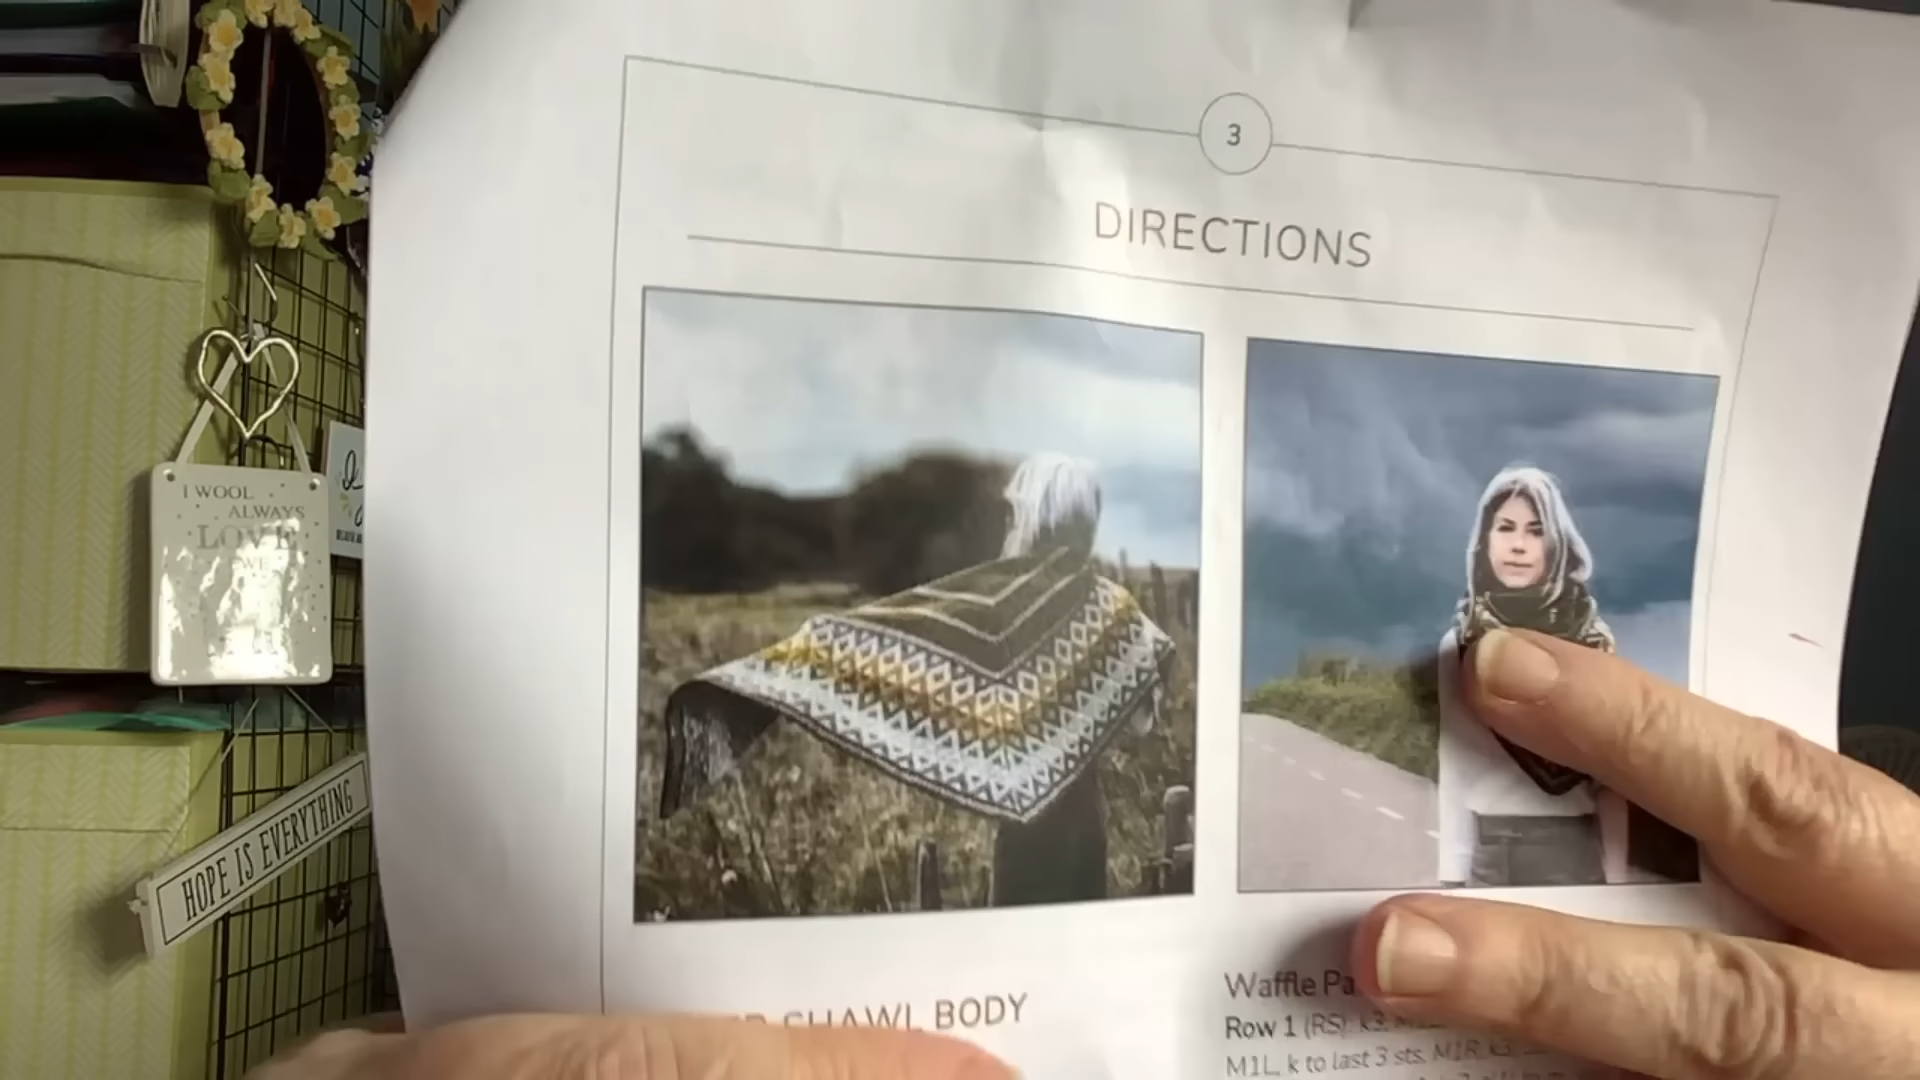 3
DIRECTIONS
I WOOL
ALWAYS
LOVE
HOPE IS EVERYTHING
SHAWL BODY
Waffle Pa
Row 1 (RS): k3,
M1L, k to last 3 sts, M1R, k3,